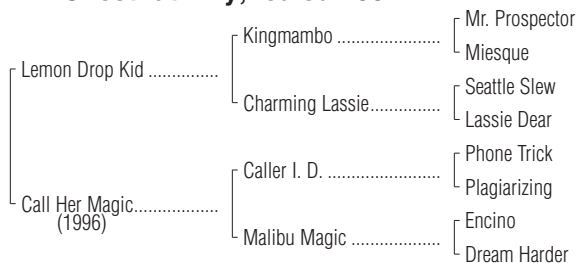 Kingmambo ..................
Mr. Prospector
Miesque
Lemon Drop Kid ..............
Charming Lassie................
Seattle Slew
Lassie Dear
Caller I. D. ......................
Phone Trick
Plagiarizing
Call Her Magic.................
(1996)
Malibu Magic ..................
Encino
Dream Harder